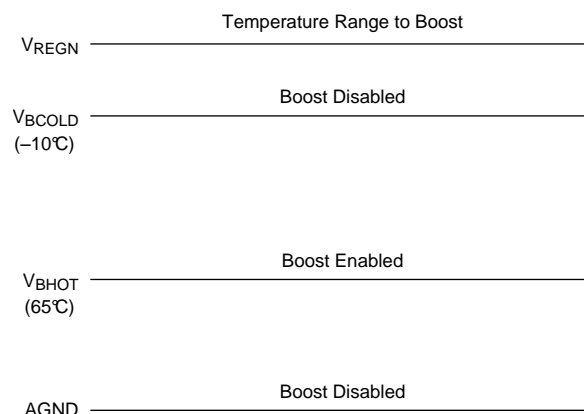 Temperature Range to Boost
VREGN
Boost Disabled
VBCOLD
(–10℃)
Boost Enabled
VBHOT
(65℃)
Boost Disabled
AGND